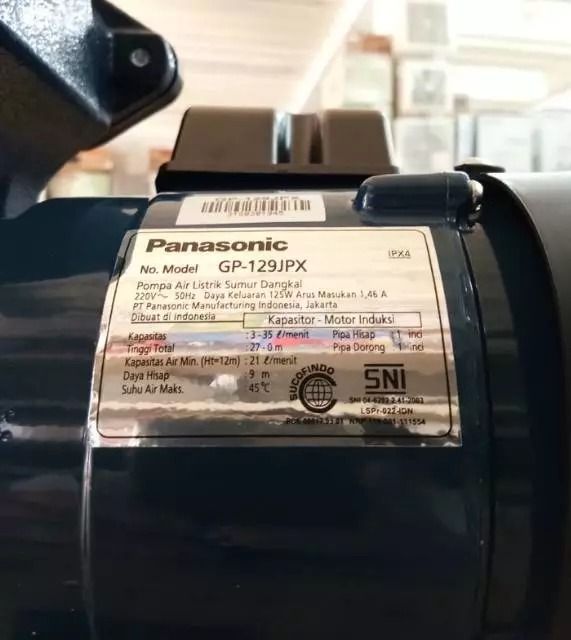 Panasonic
IPX4
No. Model GP-129JPX
Pompa Air Listrik Sumur Dangkal
220V~ 50Hz Daya Keluaran 125W Arus Masukan 1,46 A
PT Panasonic Manufacturing Indonesia, Jakarta
Dibuat di indonesia Kapasitor - Motor Induksi
Kapasitas : 3-35 ℓ/menit Pipa Hisap : 1 inci
Tinggi Total : 27-0 m Pipa Dorong : 1 inci
Kapasitas Air Min. (Ht=12m) : 21 ℓ/menit
Daya Hisap : 9 m
Suhu Air Maks. : 45°C
SUCOFINDO
SNI
LSPr-022-IDN